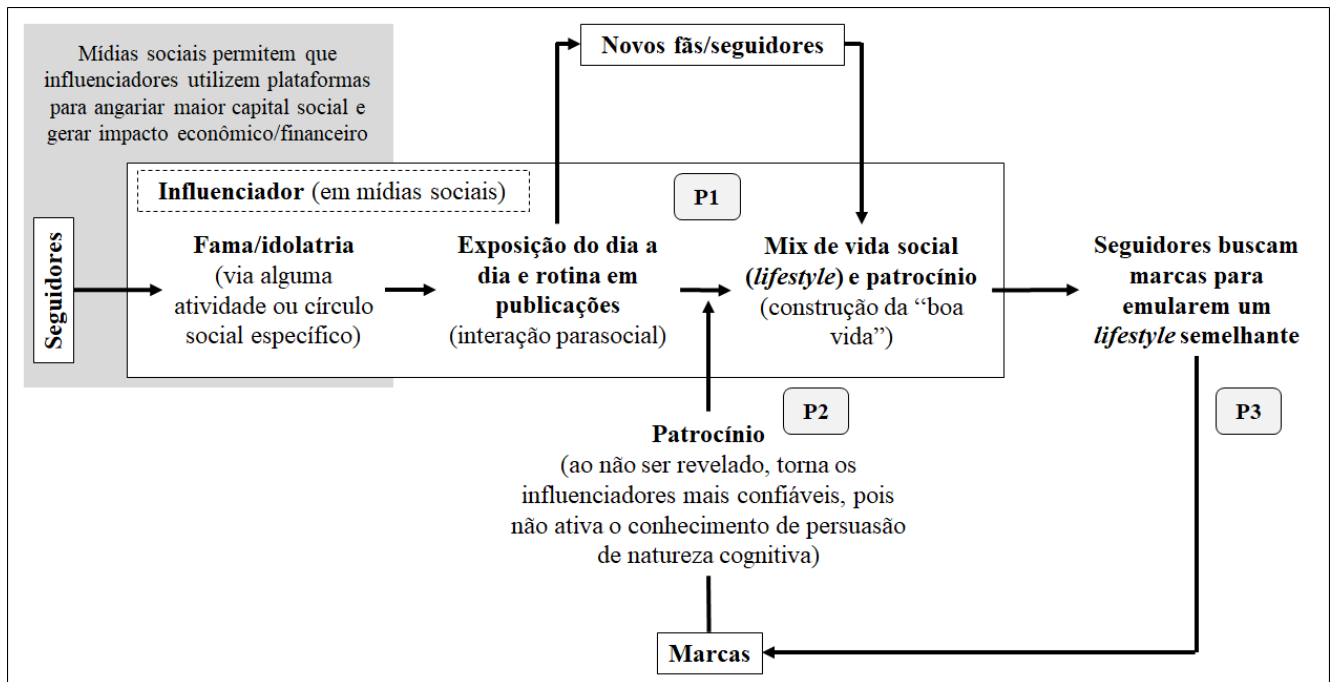 Mídias sociais permitem que
influenciadores utilizem plataformas
para angariar maior capital social e
gerar impacto econômico/financeiro
Novos fãs/seguidores
Influenciador (em mídias sociais)
P1
Seguidores
Fama/idolatria
(via alguma
atividade ou círculo
social específico)
Exposição do dia a
dia e rotina em
publicações
(interação parasocial)
Mix de vida social
(lifestyle) e patrocínio
(construção da “boa
vida”)
Seguidores buscam
marcas para
emularem um
lifestyle semelhante
P2
P3
Patrocínio
(ao não ser revelado, torna os
influenciadores mais confiáveis, pois
não ativa o conhecimento de persuasão
de natureza cognitiva)
Marcas